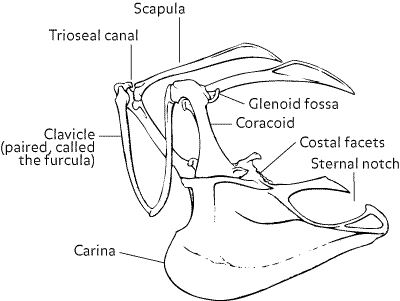 Scapula
Trioseal canal
Glenoid fossa
Coracoid
Clavicle
(paired, called
the furcula)
Costal facets
Sternal notch
Carina